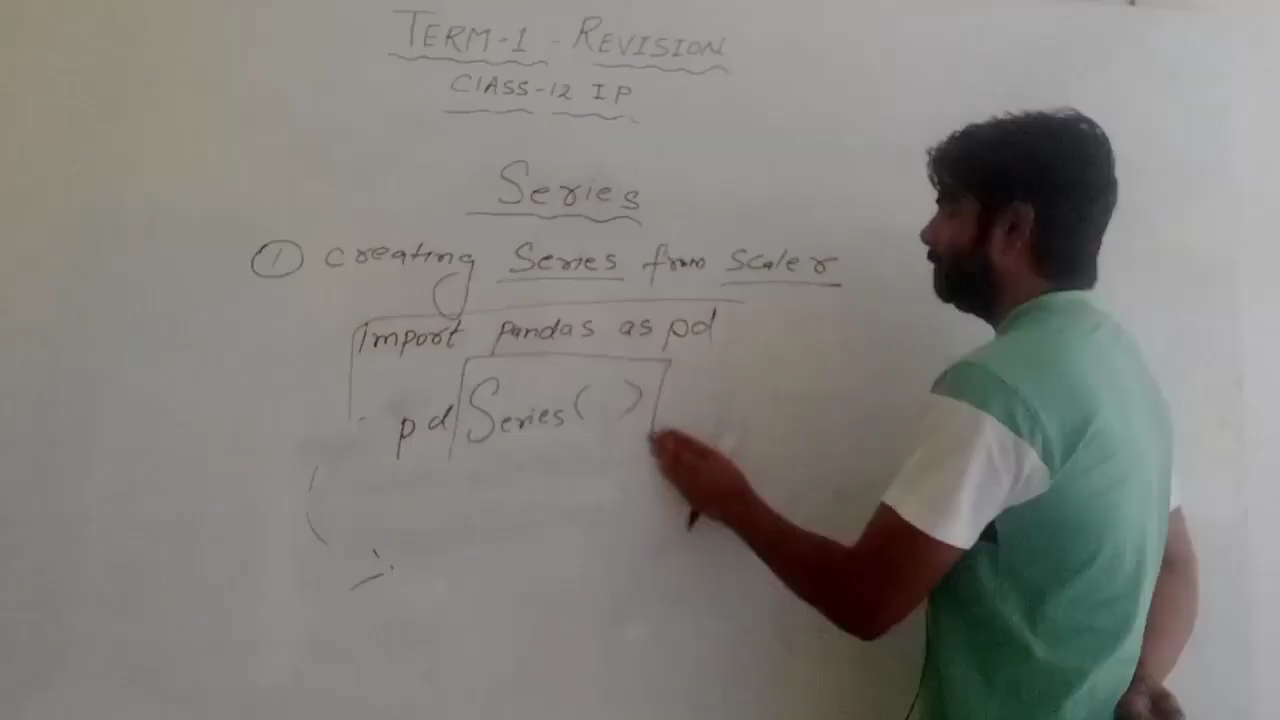 TERM-1 - REVISION
ClASS-12 IP
Series
① creating Series from scaler
import pandas as pd
pd Series( )